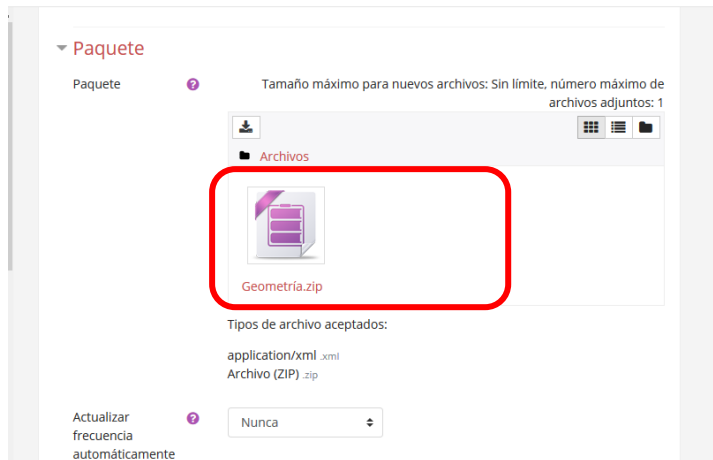 Paquete
Paquete
Tamaño máximo para nuevos archivos: Sin límite, número máximo de
archivos adjuntos: 1
Archivos
Geometría.zip
Tipos de archivo aceptados:
application/xml .xml
Archivo (ZIP) .zip
Actualizar
frecuencia
automáticamente
Nunca